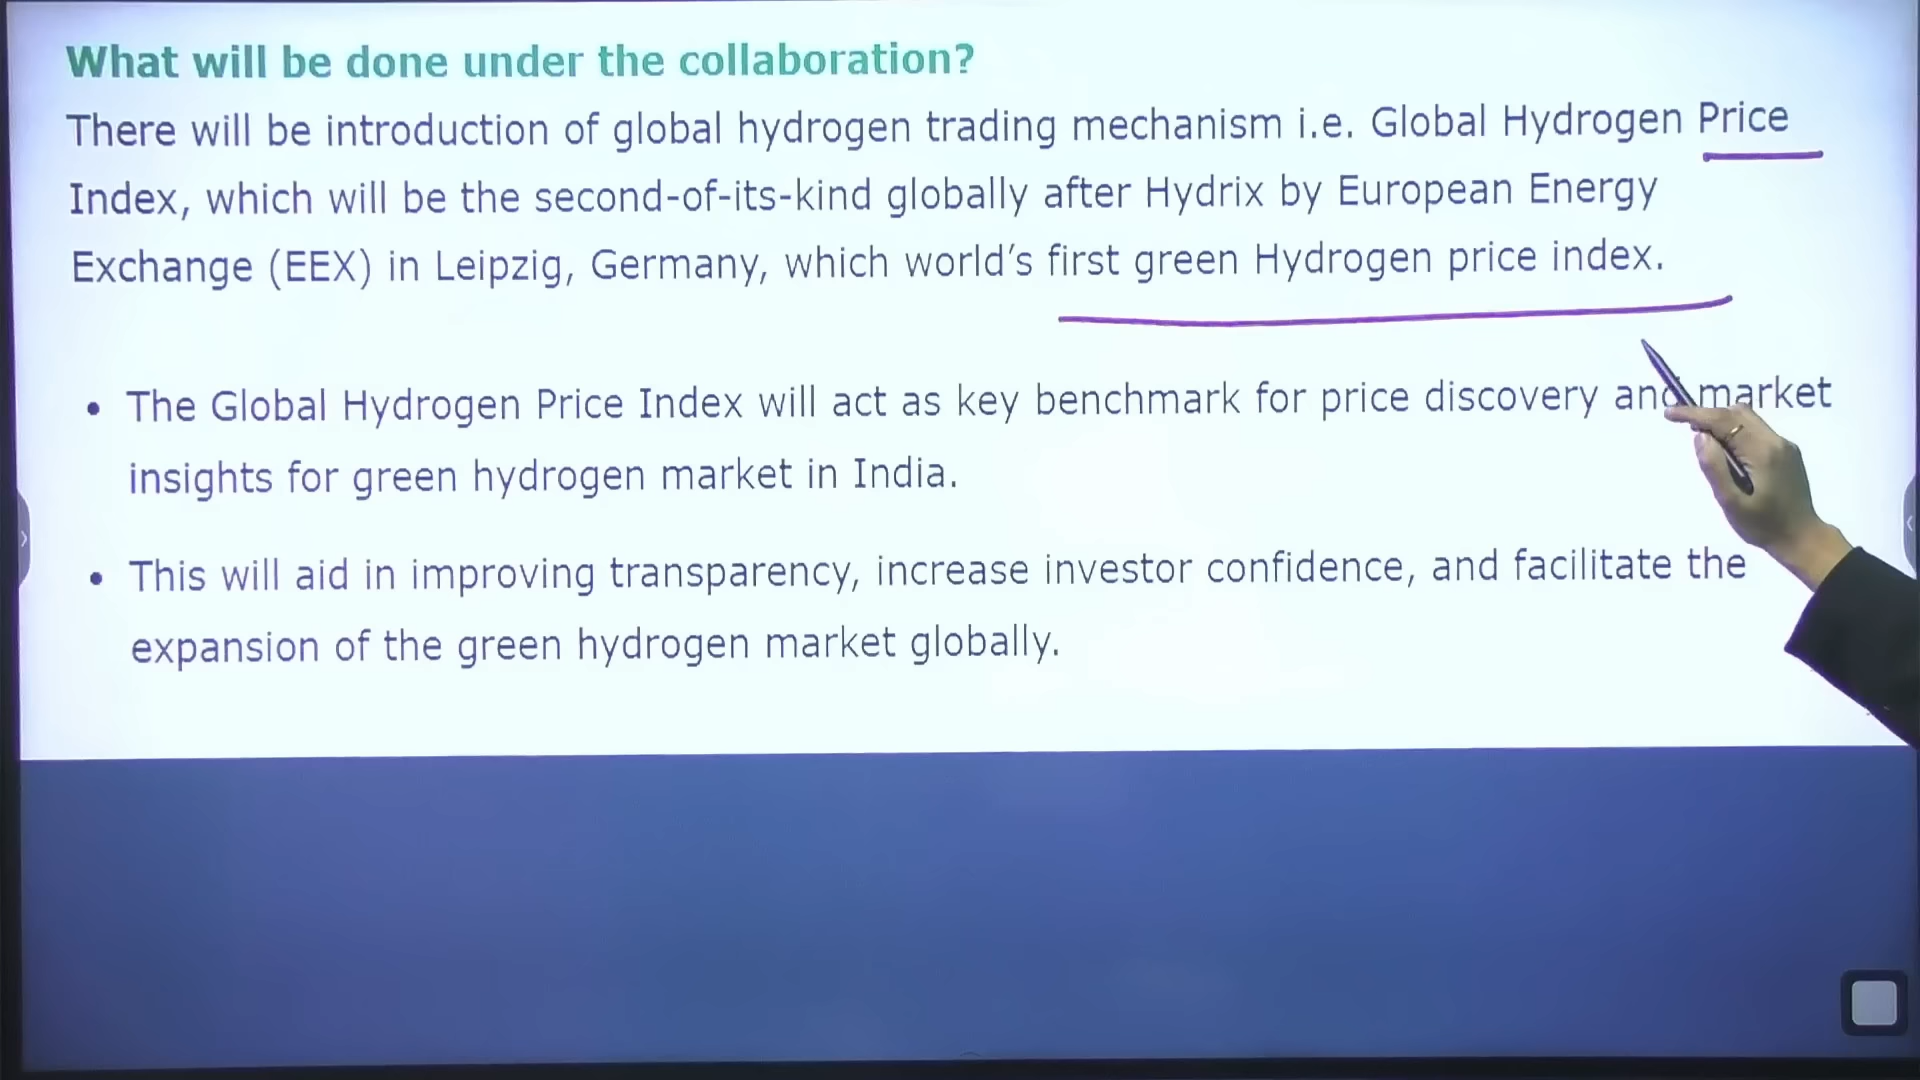 What will be done under the collaboration?
There will be introduction of global hydrogen trading mechanism i.e. Global Hydrogen Price
Index, which will be the second-of-its-kind globally after Hydrix by European Energy
Exchange (EEX) in Leipzig, Germany, which world's first green Hydrogen price index.
• The Global Hydrogen Price Index will act as key benchmark for price discovery and market
insights for green hydrogen market in India.
• This will aid in improving transparency, increase investor confidence, and facilitate the
expansion of the green hydrogen market globally.